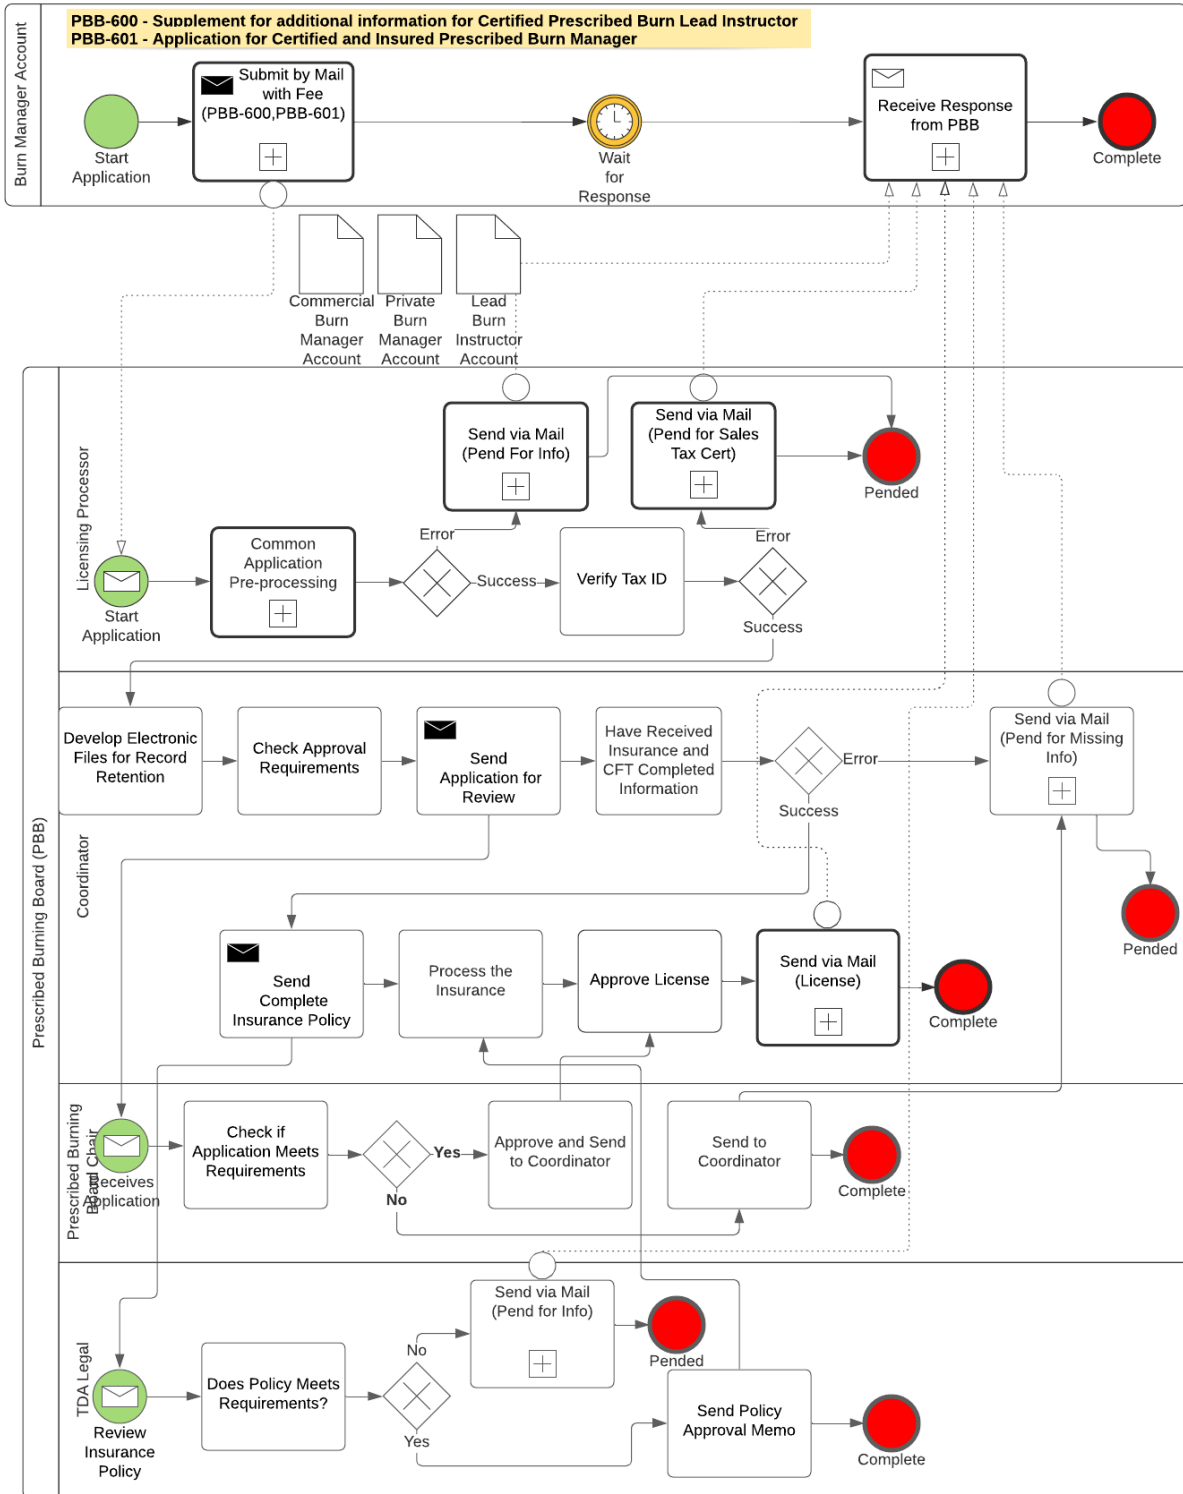 PBB-600 - Supplement for additional information for Certified Prescribed Burn Lead Instructor
PBB-601 - Application for Certified and Insured Prescribed Burn Manager
Burn Manager Account
Start
Application
Submit by Mail
with Fee
(PBB-600,PBB-601)
Wait
for
Response
Receive Response
from PBB
Complete
Commercial
Burn
Manager
Account
Private
Burn
Manager
Account
Lead
Burn
Instructor
Account
Prescribed Burning Board (PBB)
Licensing Processor
Start
Application
Common
Application
Pre-processing
Error
Success
Send via Mail
(Pend For Info)
Verify Tax ID
Error
Success
Send via Mail
(Pend for Sales
Tax Cert)
Pended
Coordinator
Develop Electronic
Files for Record
Retention
Check Approval
Requirements
Send
Application for
Review
Have Received
Insurance and
CFT Completed
Information
Error
Success
Send via Mail
(Pend for Missing
Info)
Pended
Send
Complete
Insurance Policy
Process the
Insurance
Approve License
Send via Mail
(License)
Complete
Prescribed Burning
Board Chair
Receives
Application
Check if
Application Meets
Requirements
Yes
No
Approve and Send
to Coordinator
Send to
Coordinator
Complete
TDA Legal
Review
Insurance
Policy
Does Policy Meets
Requirements?
No
Yes
Send via Mail
(Pend for Info)
Pended
Send Policy
Approval Memo
Complete